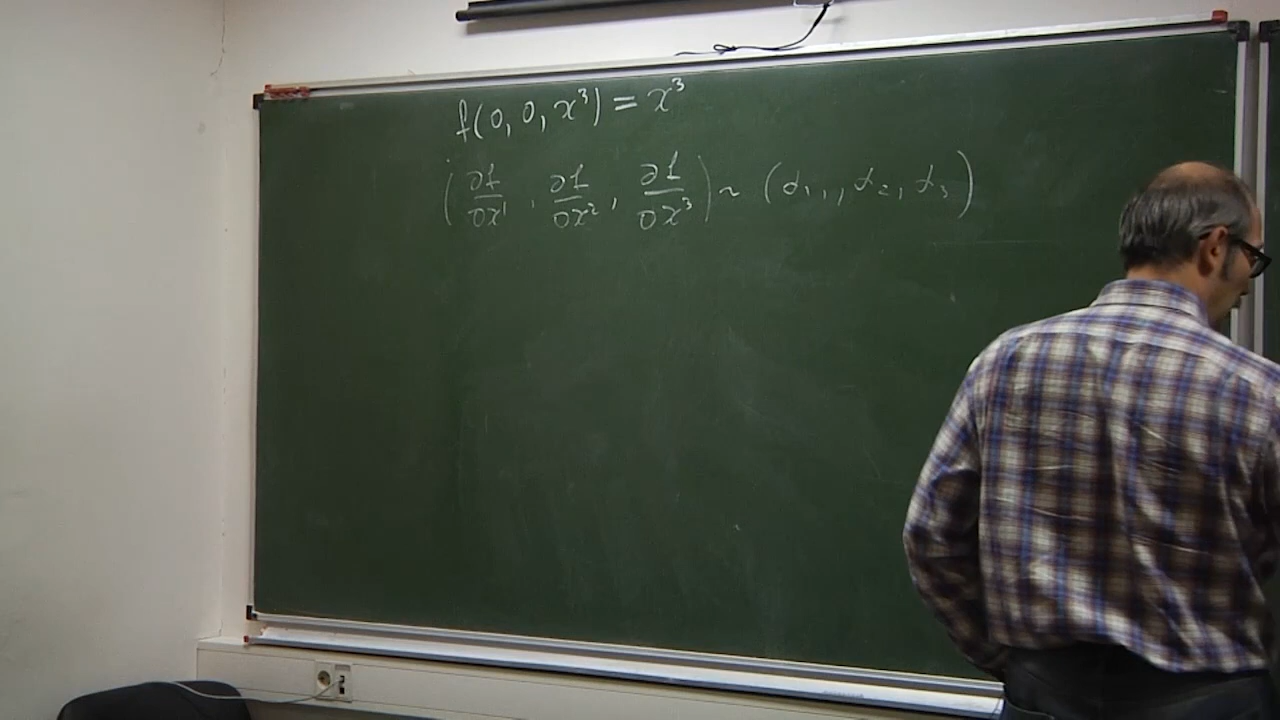 f(0, 0, x³) = x³
(∂f/∂x¹, ∂f/∂x², ∂f/∂x³) ~ (α₁, α₂, α₃)